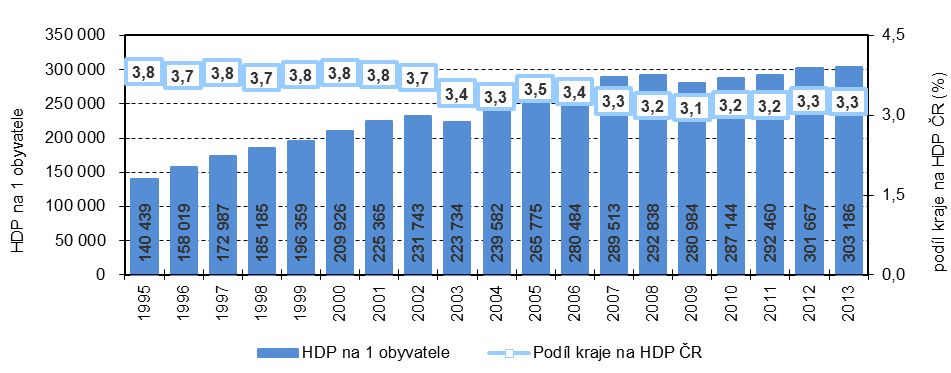 350 000
300 000
250 000
200 000
150 000
100 000
50 000
0
HDP na 1 obyvatele
4,5
3,0
1,5
0,0
podíl kraje na HDP ČR (%)
3,8 3,7 3,8 3,7 3,8 3,8 3,8 3,7 3,4 3,3 3,5 3,4 3,3 3,2 3,1 3,2 3,2 3,3 3,3
140 439 158 019 172 987 185 185 196 359 209 926 225 365 231 743 223 734 239 582 265 775 280 484 289 513 292 838 280 984 287 144 292 460 301 667 303 186
1995 1996 1997 1998 1999 2000 2001 2002 2003 2004 2005 2006 2007 2008 2009 2010 2011 2012 2013
HDP na 1 obyvatele Podíl kraje na HDP ČR